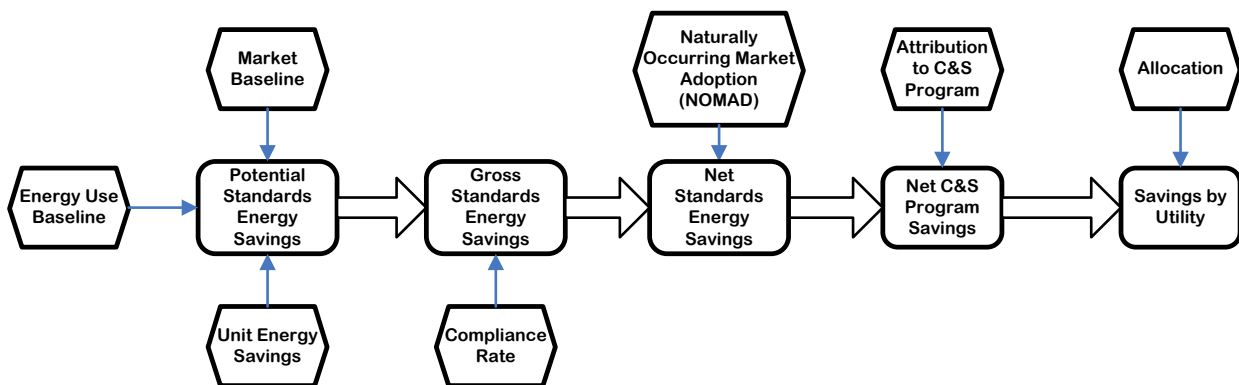 Market
Baseline
Naturally
Occurring Market
Adoption
(NOMAD)
Attribution
to C&S
Program
Allocation
Energy Use
Baseline
Potential
Standards
Energy
Savings
Gross
Standards
Energy
Savings
Net
Standards
Energy
Savings
Net C&S
Program
Savings
.
Savings by
Utility
Unit Energy
Savings
Compliance
Rate